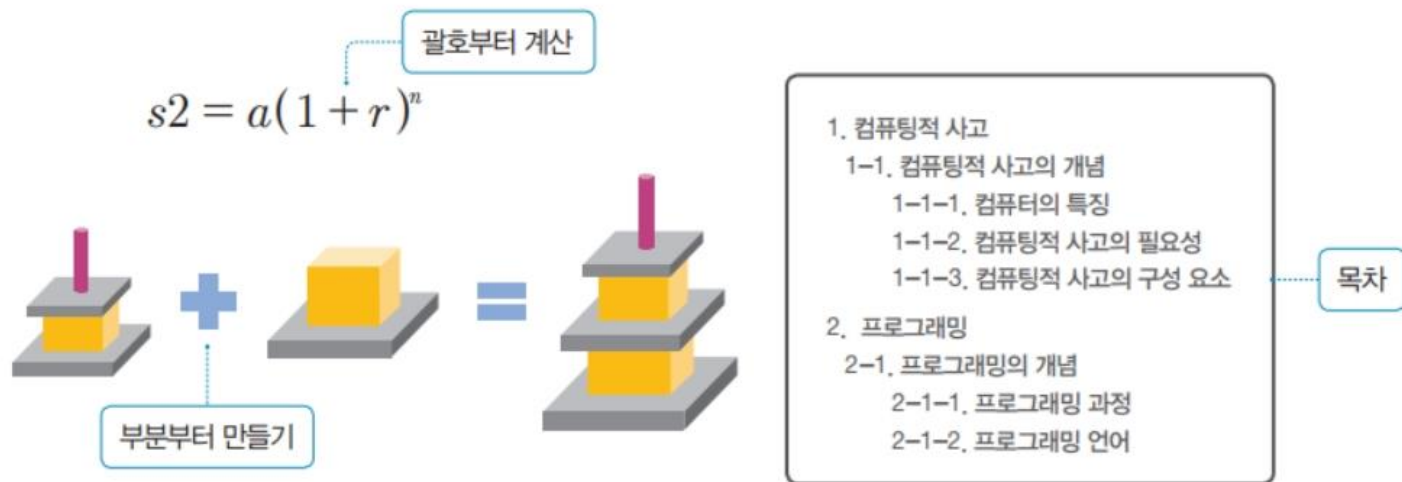 괄호부터 계산
s2 = a(1 + r)ⁿ
부분부터 만들기
1. 컴퓨팅적 사고
1-1. 컴퓨팅적 사고의 개념
1-1-1. 컴퓨터의 특징
1-1-2. 컴퓨팅적 사고의 필요성
1-1-3. 컴퓨팅적 사고의 구성 요소
2. 프로그래밍
2-1. 프로그래밍의 개념
2-1-1. 프로그래밍 과정
2-1-2. 프로그래밍 언어
목차